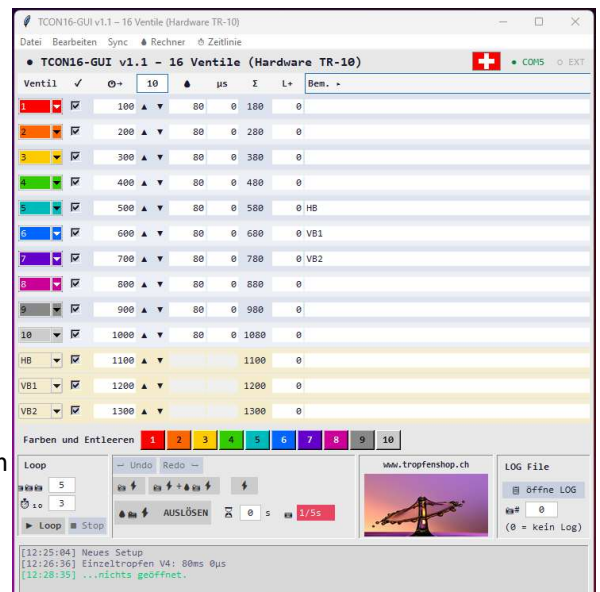 TCON16-GUI v1.1 – 16 Ventile (Hardware TR-10)
Datei Bearbeiten Sync Rechner Zeitlinie
● TCON16-GUI v1.1 – 16 Ventile (Hardware TR-10) ● COM5 ○ EXT
Ventil ✓ → 10 µs Σ L+ Bem. ▸
1 100 ▲ ▼ 80 0 180 0
2 200 ▲ ▼ 80 0 280 0
3 300 ▲ ▼ 80 0 380 0
4 400 ▲ ▼ 80 0 480 0
5 500 ▲ ▼ 80 0 580 0 HB
6 600 ▲ ▼ 80 0 680 0 VB1
7 700 ▲ ▼ 80 0 780 0 VB2
8 800 ▲ ▼ 80 0 880 0
9 900 ▲ ▼ 80 0 980 0
10 1000 ▲ ▼ 80 0 1080 0
HB 1100 ▲ ▼ 1100 0
VB1 1200 ▲ ▼ 1200 0
VB2 1300 ▲ ▼ 1300 0
Farben und Entleeren 1 2 3 4 5 6 7 8 9 10
n
Loop
5
10 3
► Loop ■ Stop
Undo Redo
+
AUSLÖSEN 0 s 1/5s
www.tropfenshop.ch
LOG File
öffne LOG
# 0
(0 = kein Log)
[12:25:04] Neues Setup
[12:26:36] Einzeltropfen V4: 80ms 0µs
[12:28:35] ...nichts geöffnet.